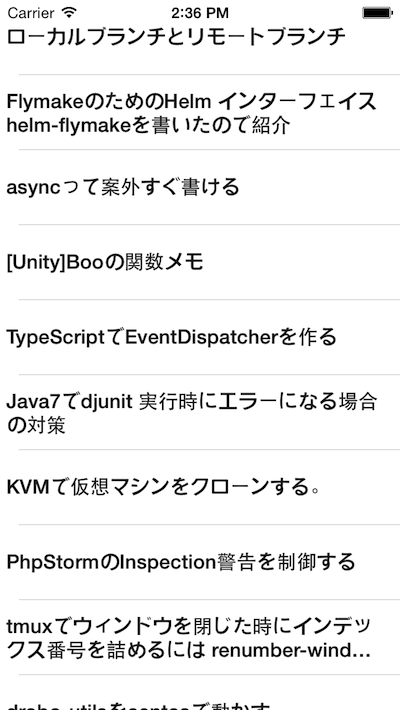 Carrier 2:36 PM
ローカルブランチとリモートブランチ
FlymakeのためのHelm インターフェイス
helm-flymakeを書いたので紹介
asyncって案外すぐ書ける
[Unity]Booの関数メモ
TypeScriptでEventDispatcherを作る
Java7でdjunit 実行時にエラーになる場合
の対策
KVMで仮想マシンをクローンする。
PhpStormのInspection警告を制御する
tmuxでウィンドウを閉じた時にインデッ
クス番号を詰めるには renumber-wind…